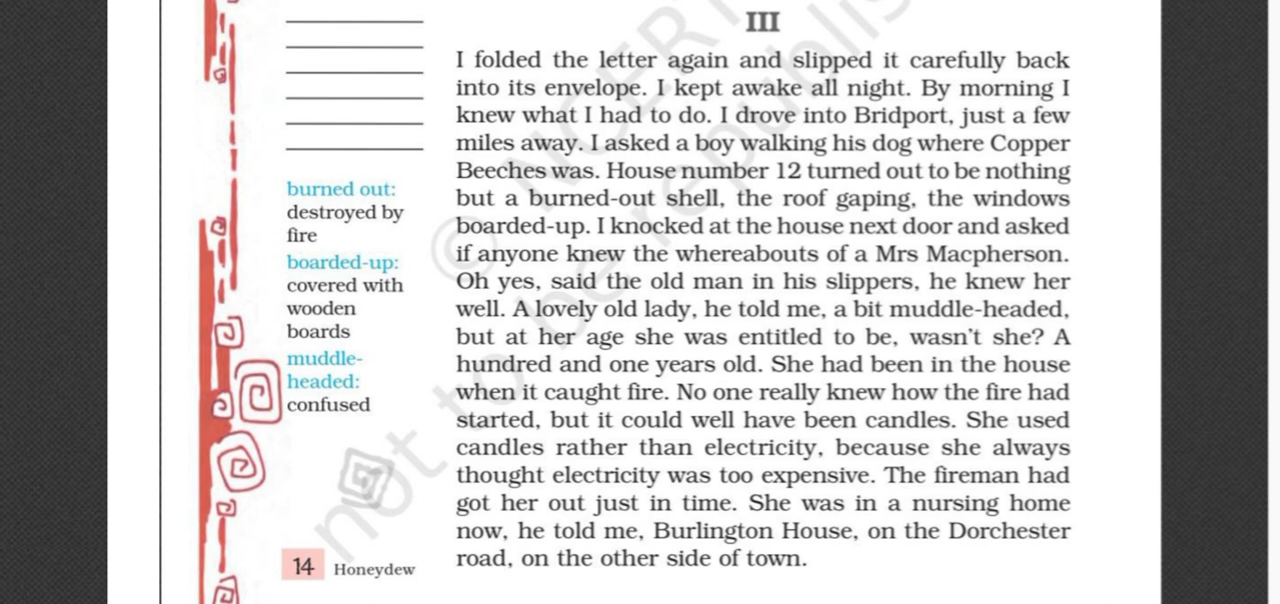 III
I folded the letter again and slipped it carefully back
into its envelope. I kept awake all night. By morning I
knew what I had to do. I drove into Bridport, just a few
miles away. I asked a boy walking his dog where Copper
Beeches was. House number 12 turned out to be nothing
but a burned-out shell, the roof gaping, the windows
boarded-up. I knocked at the house next door and asked
if anyone knew the whereabouts of a Mrs Macpherson.
Oh yes, said the old man in his slippers, he knew her
well. A lovely old lady, he told me, a bit muddle-headed,
but at her age she was entitled to be, wasn't she? A
hundred and one years old. She had been in the house
when it caught fire. No one really knew how the fire had
started, but it could well have been candles. She used
candles rather than electricity, because she always
thought electricity was too expensive. The fireman had
got her out just in time. She was in a nursing home
now, he told me, Burlington House, on the Dorchester
road, on the other side of town.
burned out:
destroyed by
fire
boarded-up:
covered with
wooden
boards
muddle-
headed:
confused
14 Honeydew
© NCERT
not to be republis